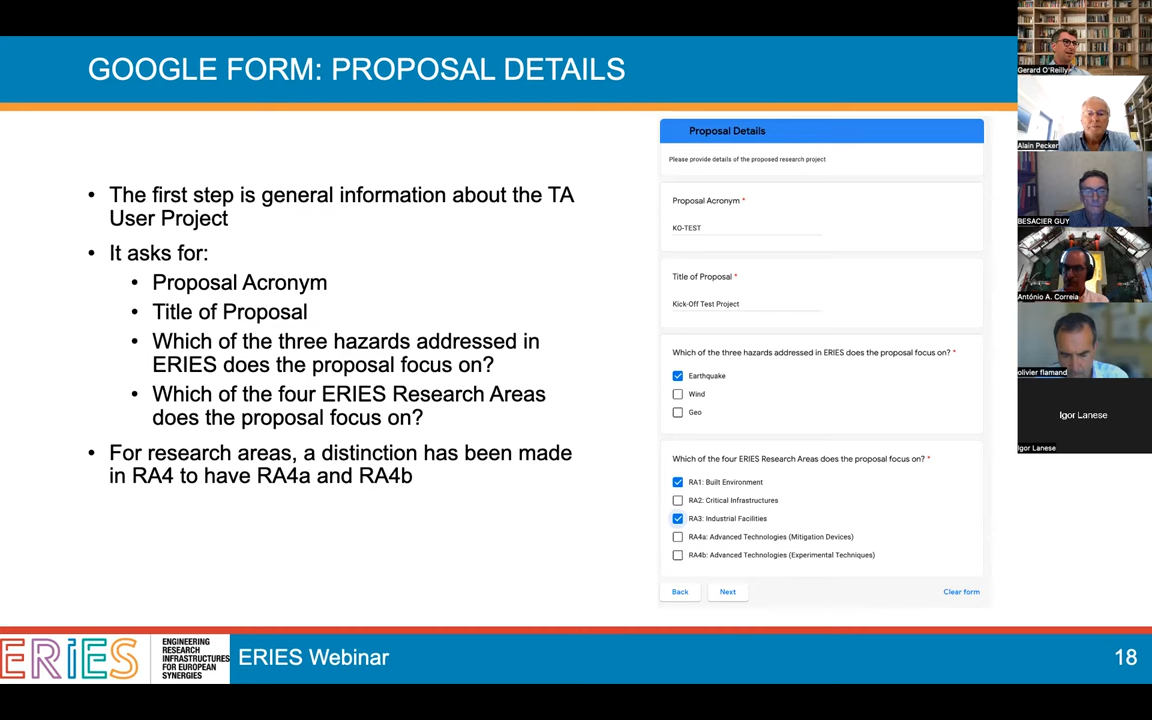 GOOGLE FORM: PROPOSAL DETAILS
• The first step is general information about the TA
User Project
• It asks for:
• Proposal Acronym
• Title of Proposal
• Which of the three hazards addressed in
ERIES does the proposal focus on?
• Which of the four ERIES Research Areas
does the proposal focus on?
• For research areas, a distinction has been made
in RA4 to have RA4a and RA4b
Proposal Details
Please provide details of the proposed research project
Proposal Acronym *
KO-TEST
Title of Proposal *
Kick-Off Test Project
Which of the three hazards addressed in ERIES does the proposal focus on? *
Earthquake
Wind
Geo
Which of the four ERIES Research Areas does the proposal focus on? *
RA1: Built Environment
RA2: Critical Infrastructures
RA3: Industrial Facilities
RA4a: Advanced Technologies (Mitigation Devices)
RA4b: Advanced Technologies (Experimental Techniques)
Back
Next
Clear form
Gerard O'Reilly
Alain Pecker
BESACIER GUY
António A. Correia
olivier flamand
Igor Lanese
Igor Lanese
ERIES
ENGINEERING
RESEARCH
INFRASTRUCTURES
FOR EUROPEAN
SYNERGIES
ERIES Webinar
18